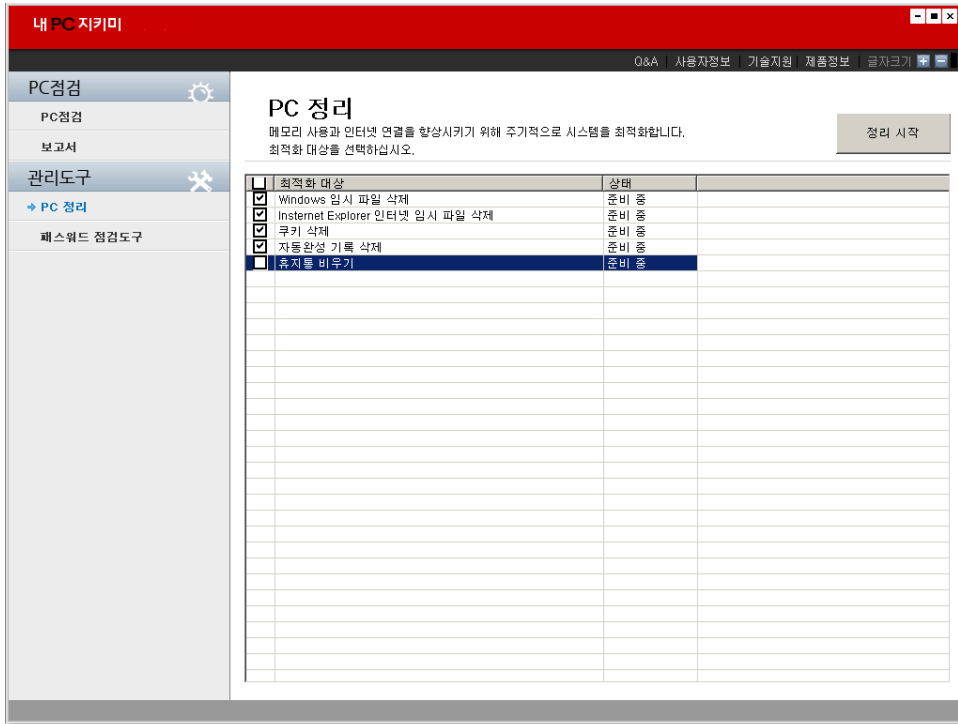 내 PC 지키미
Q&A 사용자정보 기술지원 제품정보 글자크기
PC점검
PC점검
보고서
관리도구
PC 정리
패스워드 점검도구
PC 정리
메모리 사용과 인터넷 연결을 향상시키기 위해 주기적으로 시스템을 최적화합니다.
최적화 대상을 선택하십시오.
정리 시작
최적화 대상 상태
Windows 임시 파일 삭제 준비 중
Insternet Explorer 인터넷 임시 파일 삭제 준비 중
쿠키 삭제 준비 중
자동완성 기록 삭제 준비 중
휴지통 비우기 준비 중